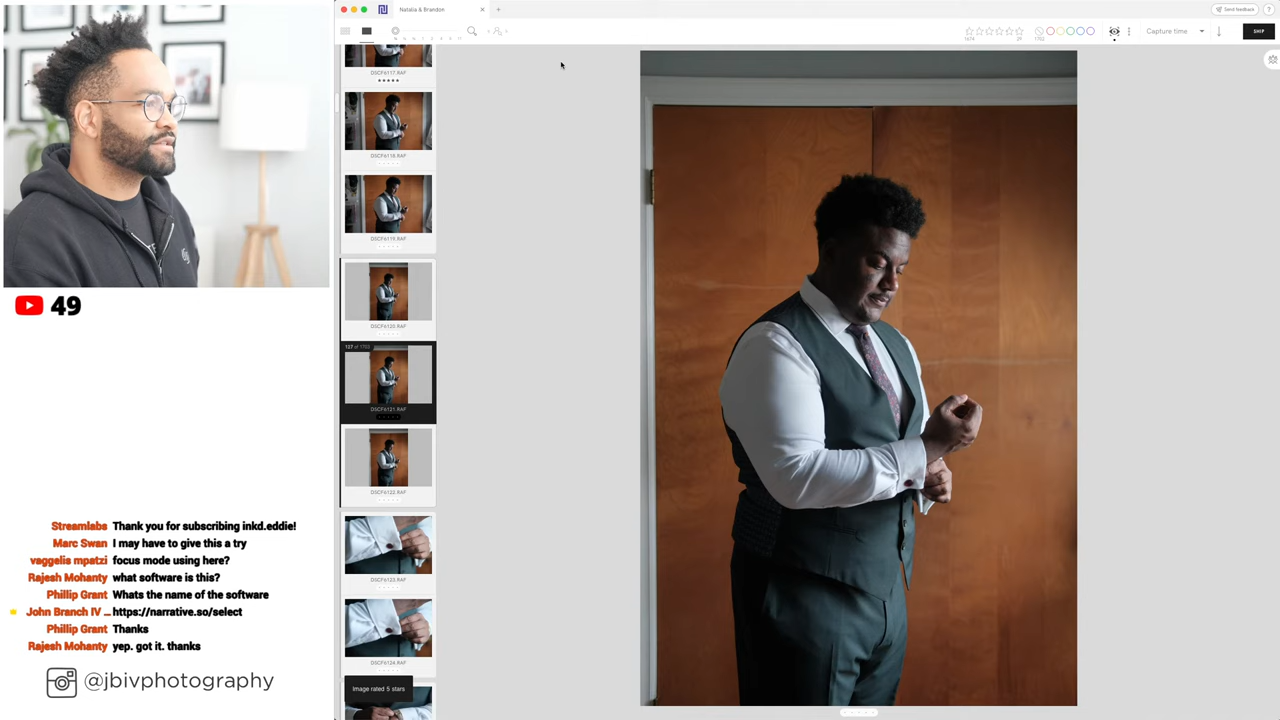 Natalia & Brandon
Send feedback
Capture time
SHIP
DSCF6117.RAF
DSCF6118.RAF
DSCF6119.RAF
DSCF6120.RAF
DSCF6121.RAF
DSCF6122.RAF
DSCF6123.RAF
DSCF6124.RAF
Image rated 5 stars
49
Streamlabs Thank you for subscribing inkd.eddie!
Marc Swan I may have to give this a try
vaggelis mpatzi focus mode using here?
Rajesh Mohanty what software is this?
Phillip Grant Whats the name of the software
John Branch IV ... https://narrative.so/select
Phillip Grant Thanks
Rajesh Mohanty yep. got it. thanks
@jbivphotography